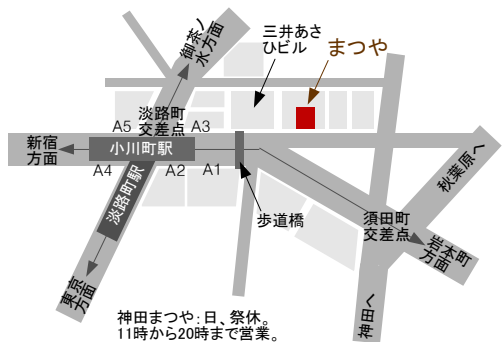 御茶ノ
水方面
三井あさ
ひビル
まつや
淡路町
交差点
A5
A3
新宿
方面
小川町駅
A4
A2
A1
淡路町駅
歩道橋
秋葉原へ
須田町
交差点
岩本町
方面
東京
方面
神田へ
神田まつや:日、祭休。
11時から20時まで営業。